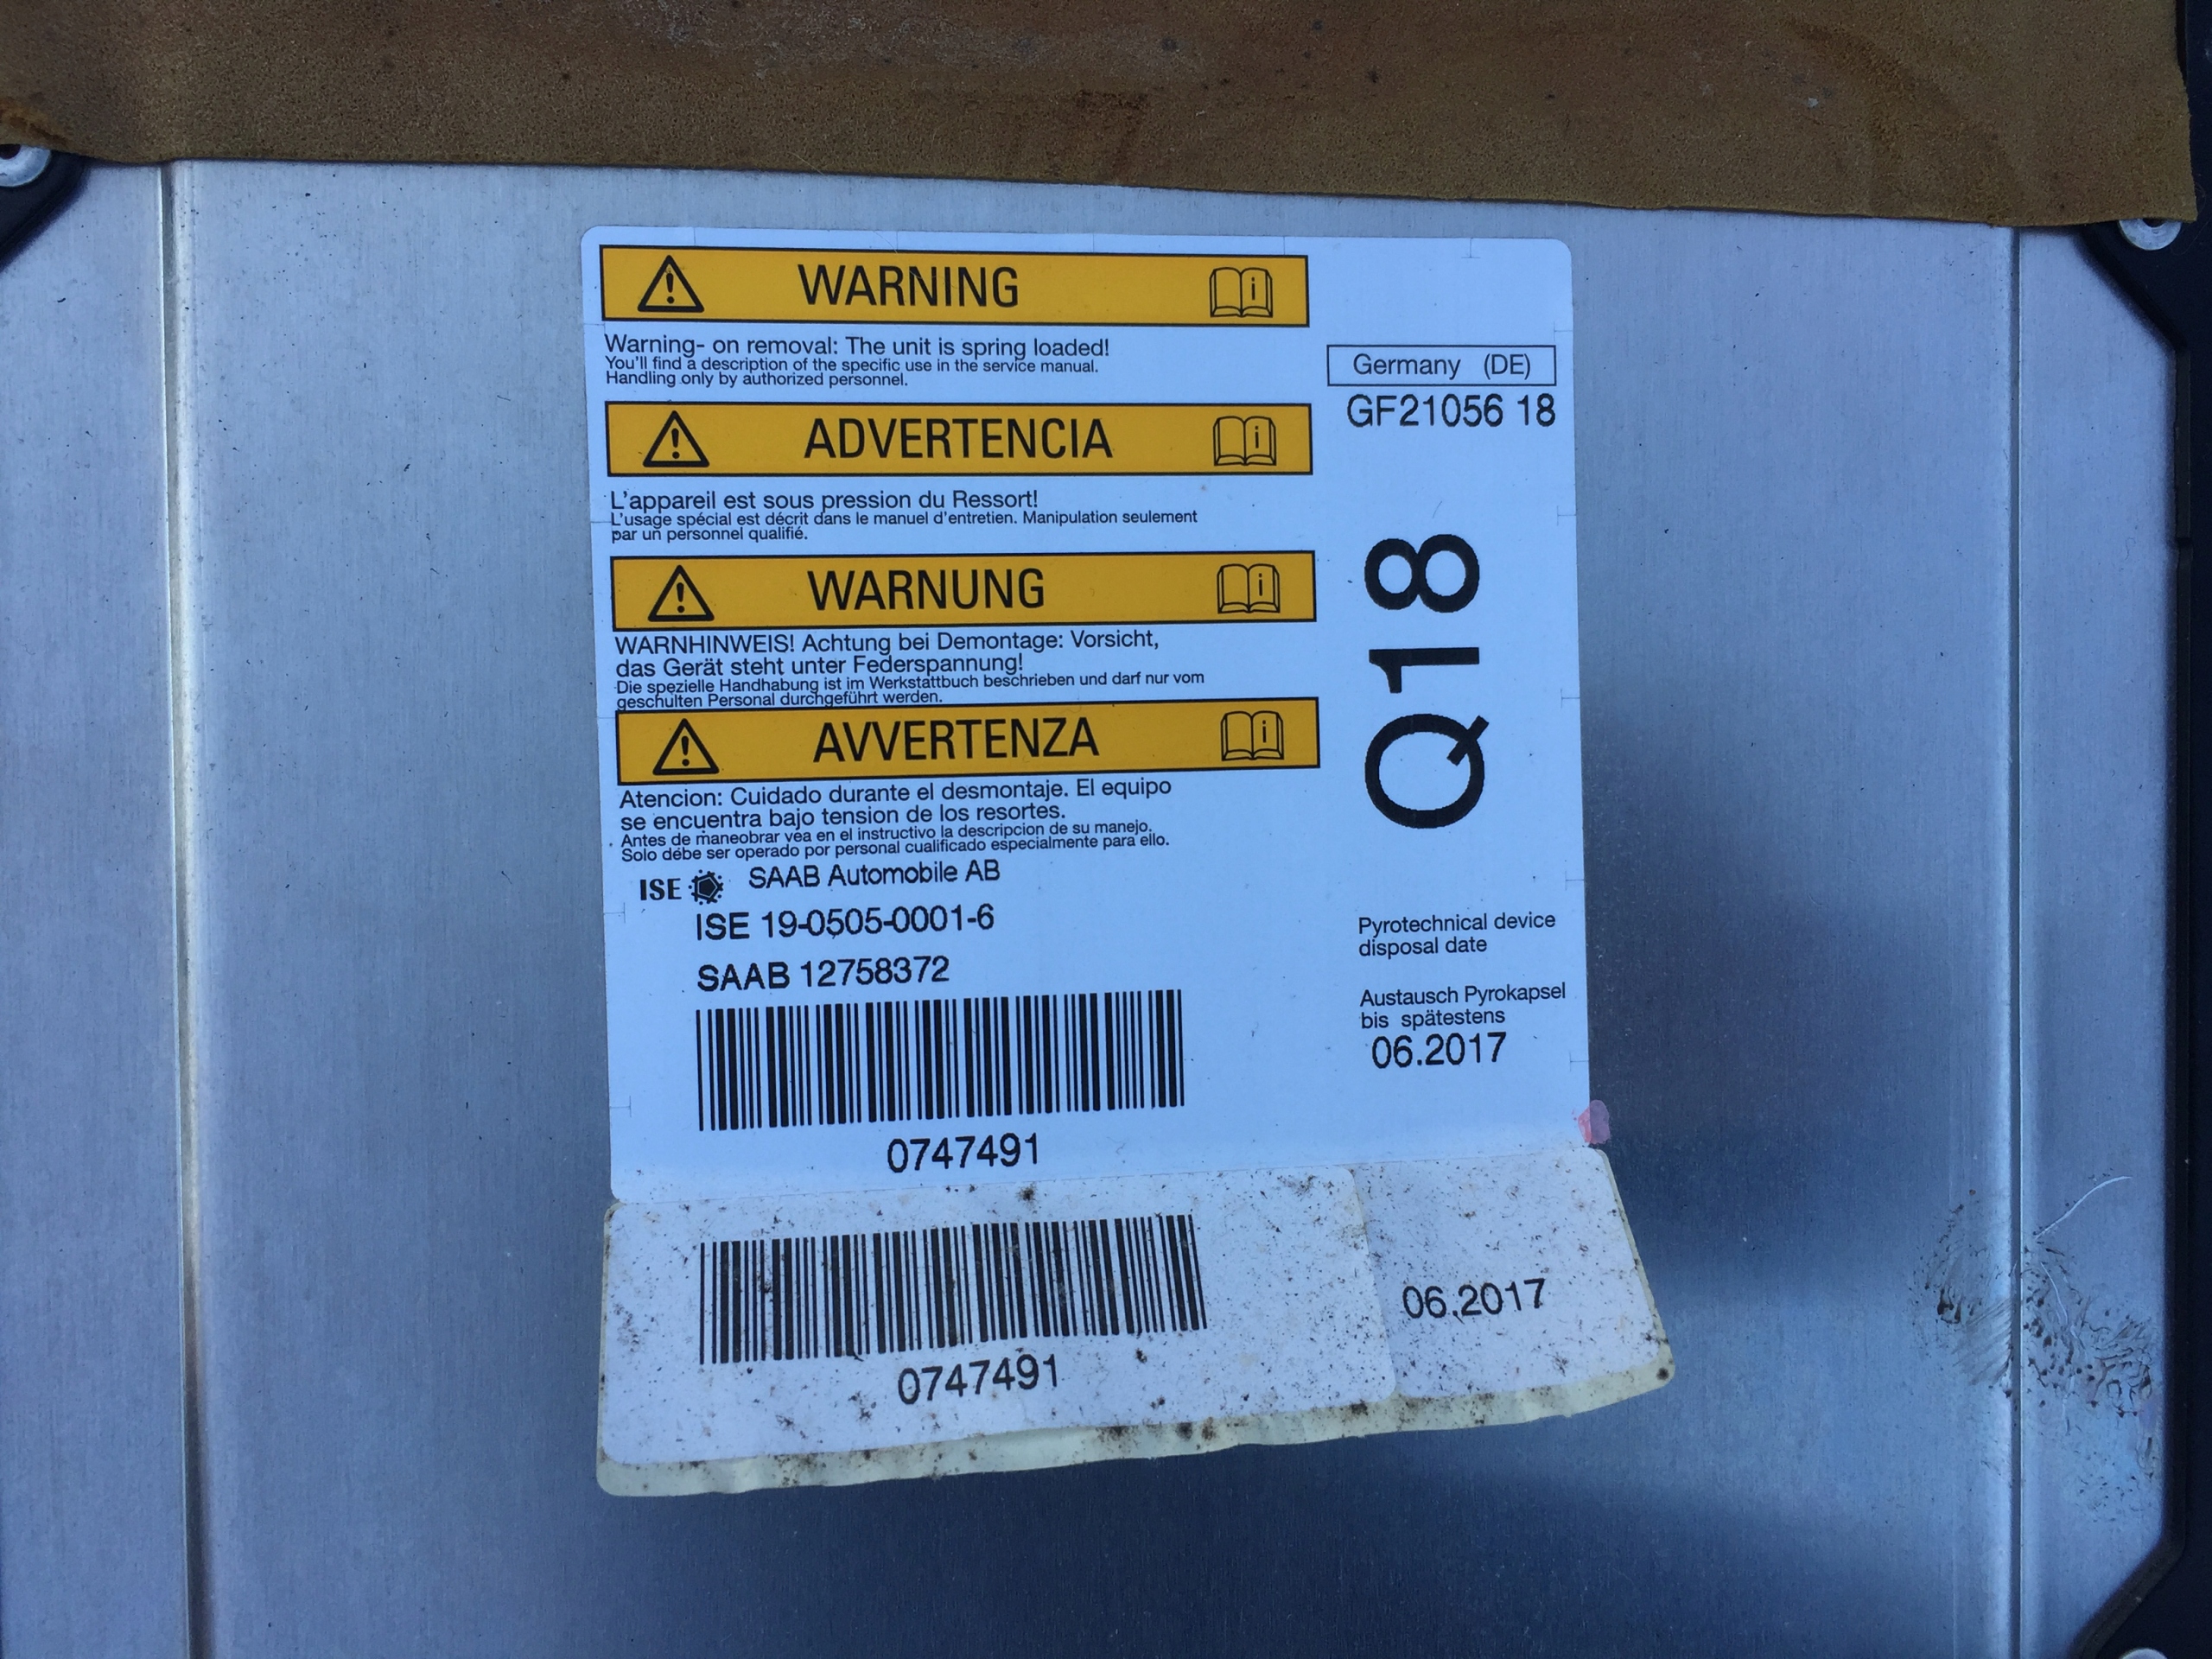 WARNING
Warning- on removal: The unit is spring loaded!
You'll find a description of the specific use in the service manual.
Handling only by authorized personnel.
ADVERTENCIA
L'appareil est sous pression du Ressort!
L'usage spécial est décrit dans le manuel d'entretien. Manipulation seulement
par un personnel qualifié.
WARNUNG
WARNHINWEIS! Achtung bei Demontage: Vorsicht,
das Gerät steht unter Federspannung!
Die spezielle Handhabung ist im Werkstattbuch beschrieben und darf nur vom
geschulten Personal durchgeführt werden.
AVVERTENZA
Atencion: Cuidado durante el desmontaje. El equipo
se encuentra bajo tension de los resortes.
Antes de maneobrar vea en el instructivo la descripcion de su manejo.
Solo debe ser operado por personal cualificado especialmente para ello.
ISE SAAB Automobile AB
ISE 19-0505-0001-6
SAAB 12758372
0747491
Germany (DE)
GF21056 18
Q18
Pyrotechnical device
disposal date
Austausch Pyrokapsel
bis spätestens
06.2017
0747491
06.2017